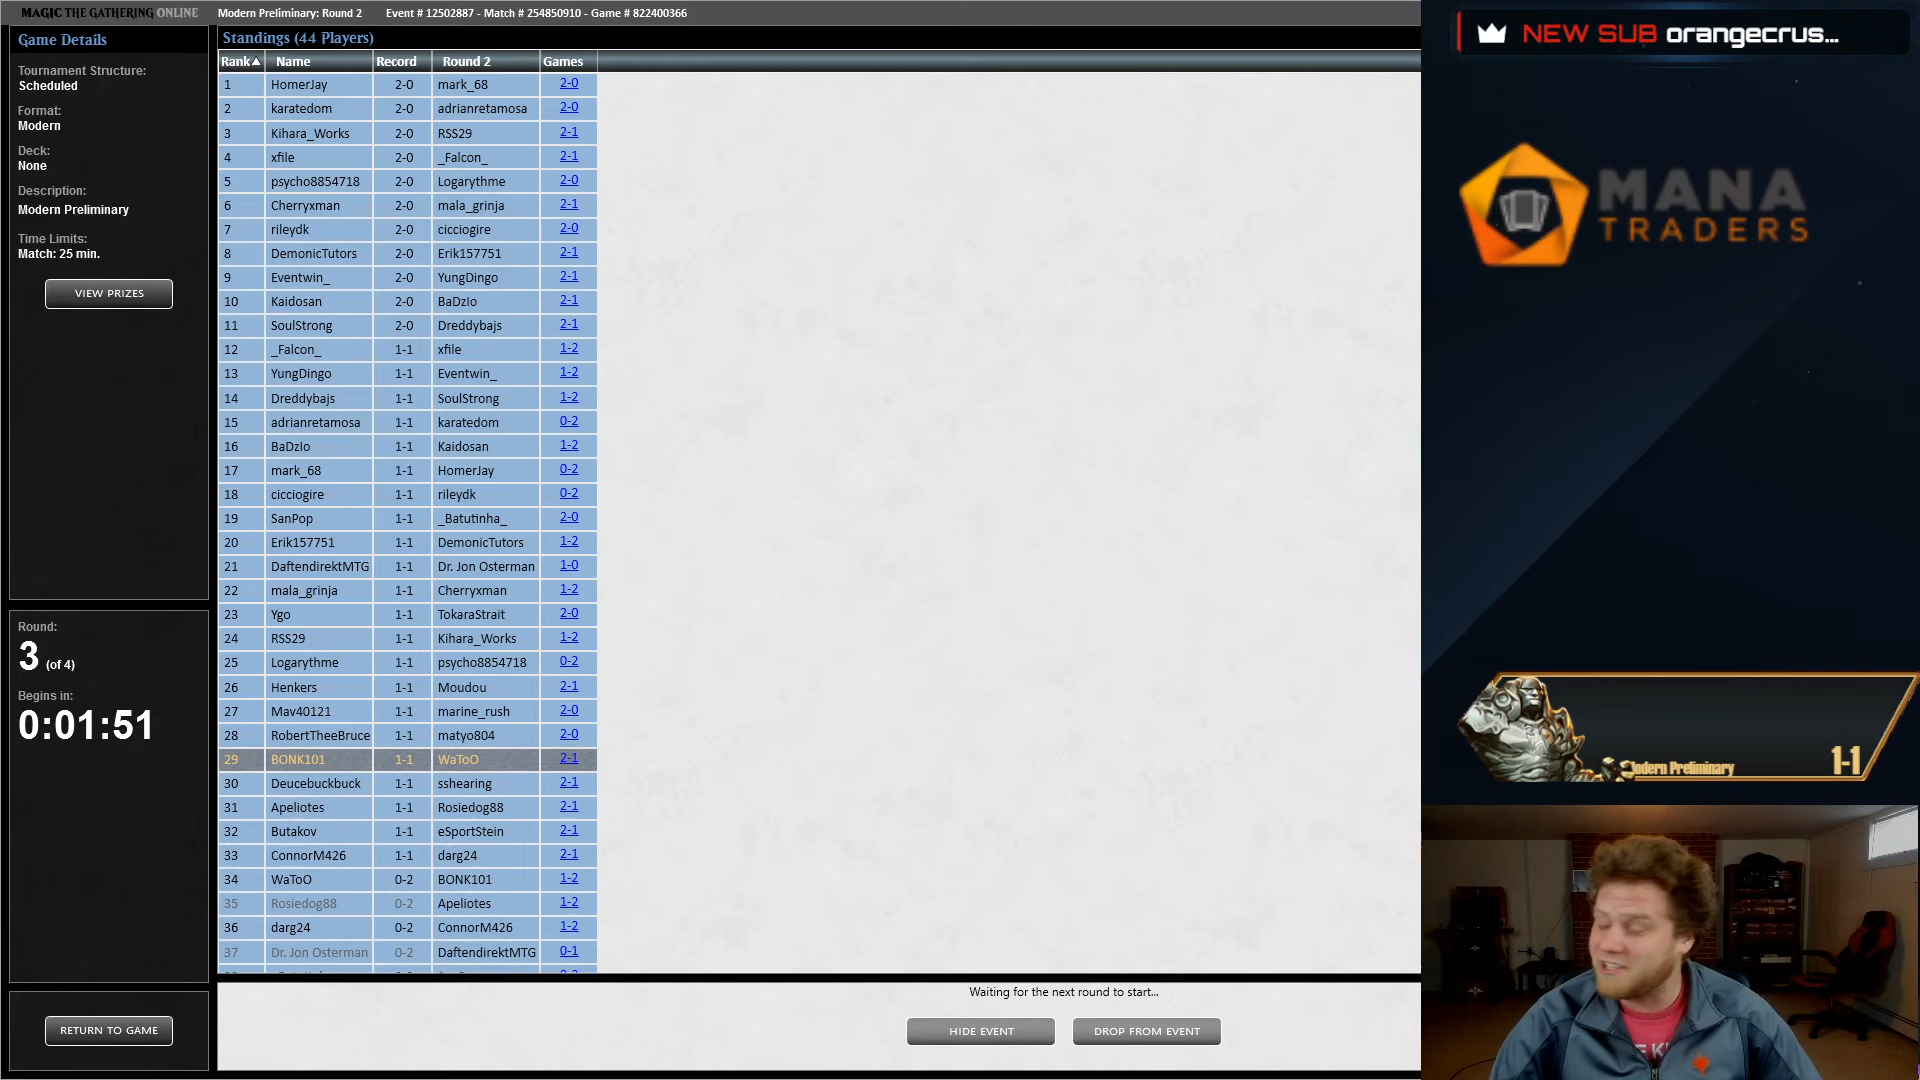 MAGIC THE GATHERING ONLINE
Modern Preliminary: Round 2 Event # 12502887 - Match # 254850910 - Game # 822400366
Game Details
Tournament Structure:
Scheduled
Format:
Modern
Deck:
None
Description:
Modern Preliminary
Time Limits:
Match: 25 min.
VIEW PRIZES
Round:
3 (of 4)
Begins in:
0:01:51
RETURN TO GAME
Standings (44 Players)
Rank Name Record Round 2 Games
1 HomerJay 2-0 mark_68 2-0
2 karatedom 2-0 adrianretamosa 2-0
3 Kihara_Works 2-0 RSS29 2-1
4 xfile 2-0 _Falcon_ 2-1
5 psycho8854718 2-0 Logarythme 2-0
6 Cherryxman 2-0 mala_grinja 2-1
7 rileydk 2-0 cicciogire 2-0
8 DemonicTutors 2-0 Erik157751 2-1
9 Eventwin_ 2-0 YungDingo 2-1
10 Kaidosan 2-0 BaDzIo 2-1
11 SoulStrong 2-0 Dreddybajs 2-1
12 _Falcon_ 1-1 xfile 1-2
13 YungDingo 1-1 Eventwin_ 1-2
14 Dreddybajs 1-1 SoulStrong 1-2
15 adrianretamosa 1-1 karatedom 0-2
16 BaDzIo 1-1 Kaidosan 1-2
17 mark_68 1-1 HomerJay 0-2
18 cicciogire 1-1 rileydk 0-2
19 SanPop 1-1 _Batutinha_ 2-0
20 Erik157751 1-1 DemonicTutors 1-2
21 DaftendirektMTG 1-1 Dr. Jon Osterman 1-0
22 mala_grinja 1-1 Cherryxman 1-2
23 Ygo 1-1 TokaraStrait 2-0
24 RSS29 1-1 Kihara_Works 1-2
25 Logarythme 1-1 psycho8854718 0-2
26 Henkers 1-1 Moudou 2-1
27 Mav40121 1-1 marine_rush 2-0
28 RobertTheeBruce 1-1 matyo804 2-0
29 BONK101 1-1 WaToO 2-1
30 Deucebuckbuck 1-1 sshearing 2-1
31 Apeliotes 1-1 Rosiedog88 2-1
32 Butakov 1-1 eSportStein 2-1
33 ConnorM426 1-1 darg24 2-1
34 WaToO 0-2 BONK101 1-2
35 Rosiedog88 0-2 Apeliotes 1-2
36 darg24 0-2 ConnorM426 1-2
37 Dr. Jon Osterman 0-2 DaftendirektMTG 0-1
Waiting for the next round to start...
HIDE EVENT DROP FROM EVENT
NEW SUB orangecrus...
MANA
TRADERS
Modern Preliminary 1-1